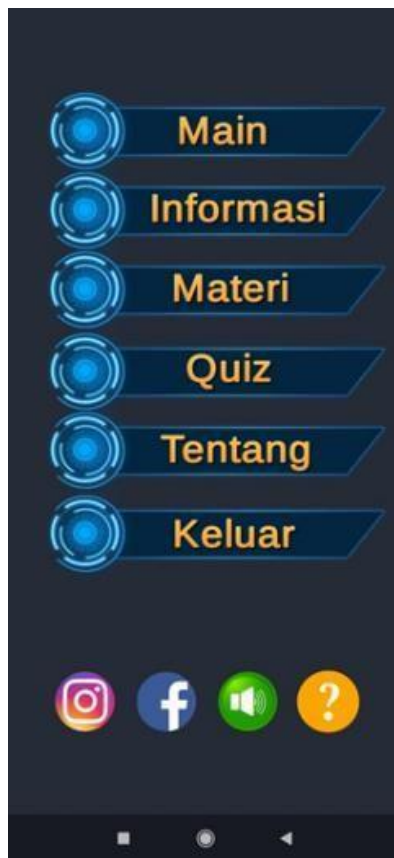 Main
Informasi
Materi
Quiz
Tentang
Keluar
?